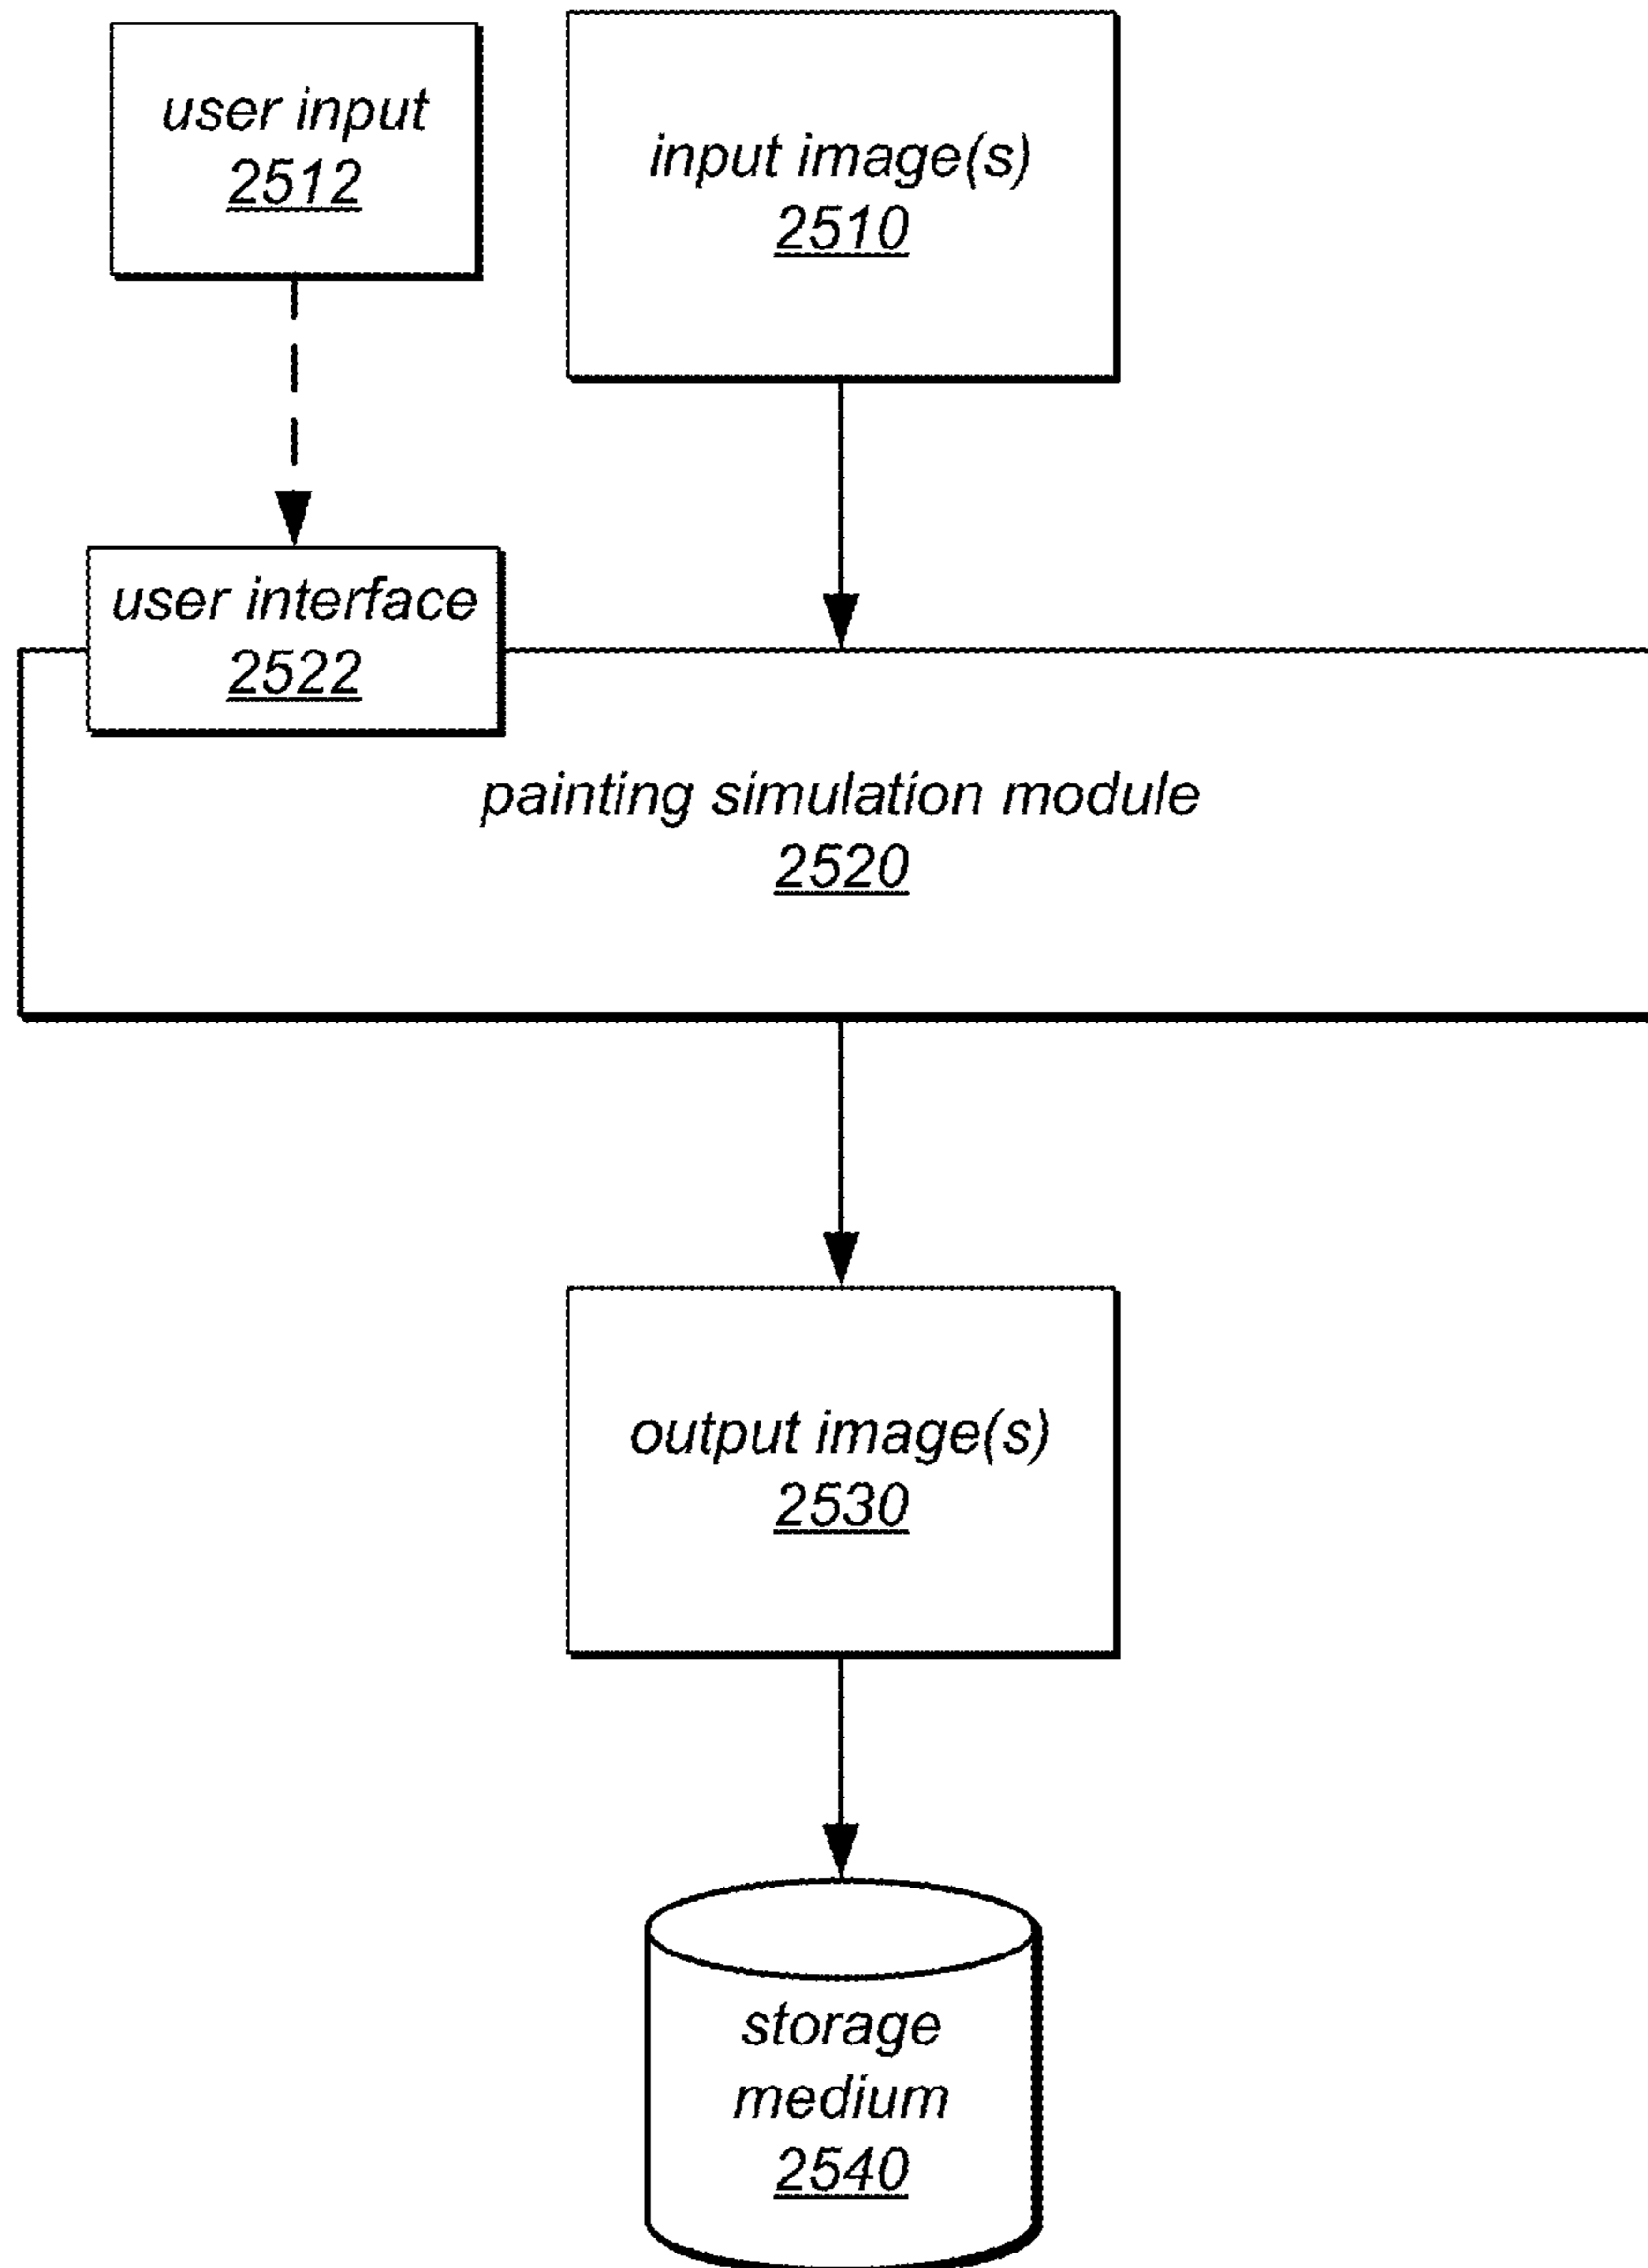 user input
2512
input image(s)
2510
user interface
2522
painting simulation module
2520
output image(s)
2530
storage
medium
2540